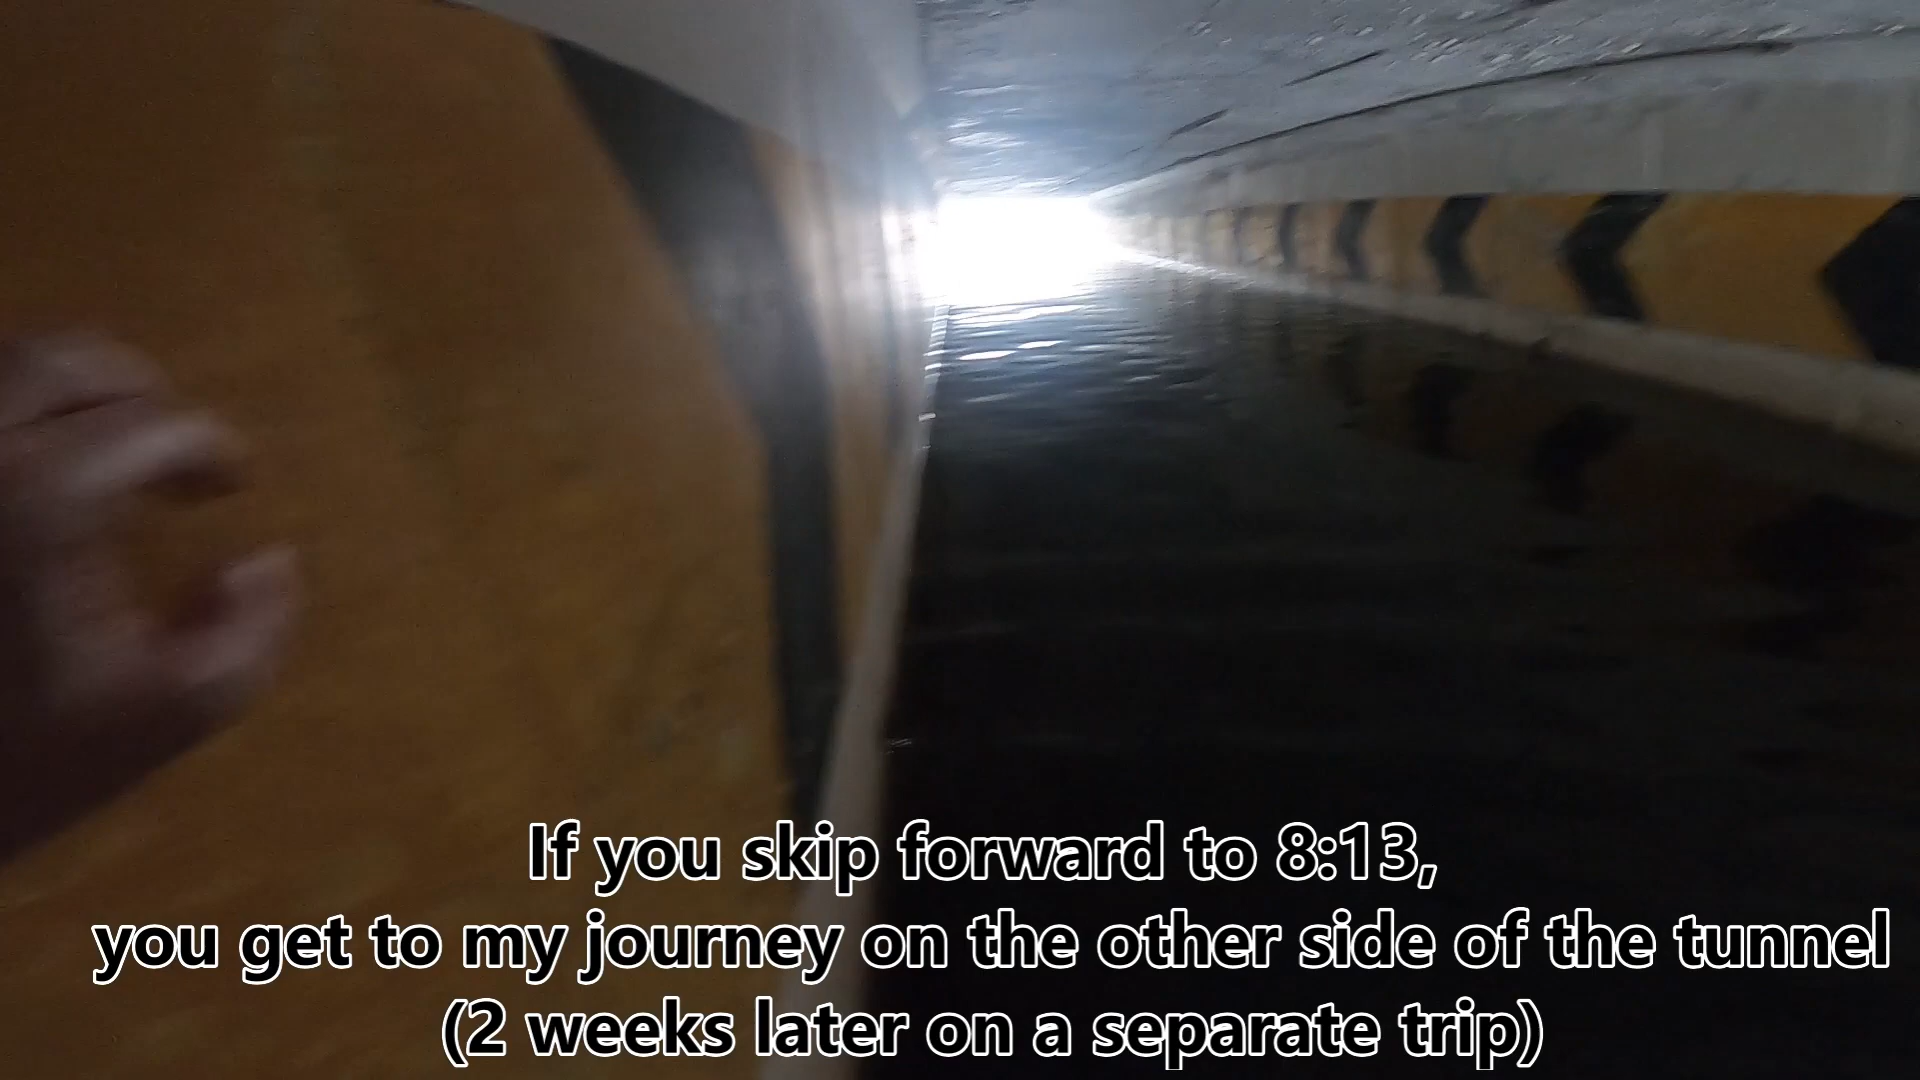 If you skip forward to 8:13,
you get to my journey on the other side of the tunnel
(2 weeks later on a separate trip)